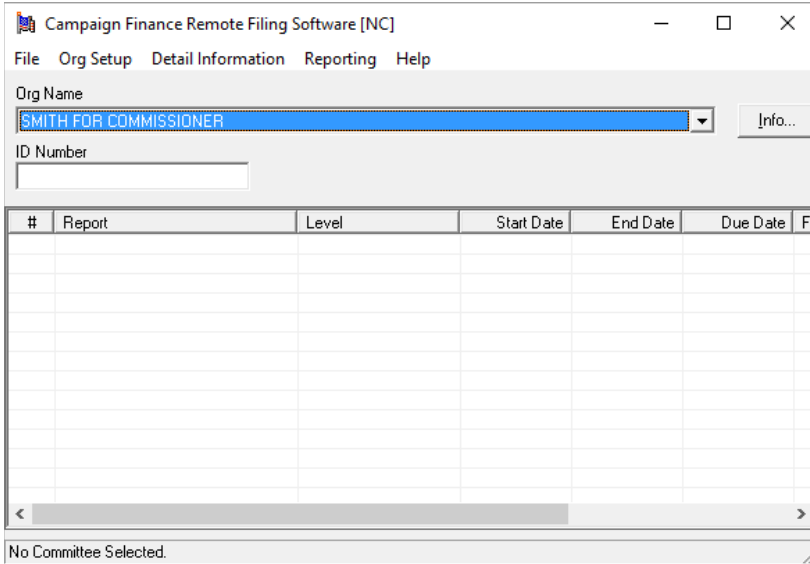 Campaign Finance Remote Filing Software [NC]
File Org Setup Detail Information Reporting Help
Org Name
SMITH FOR COMMISSIONER
Info...
ID Number
# Report Level Start Date End Date Due Date F
No Committee Selected.